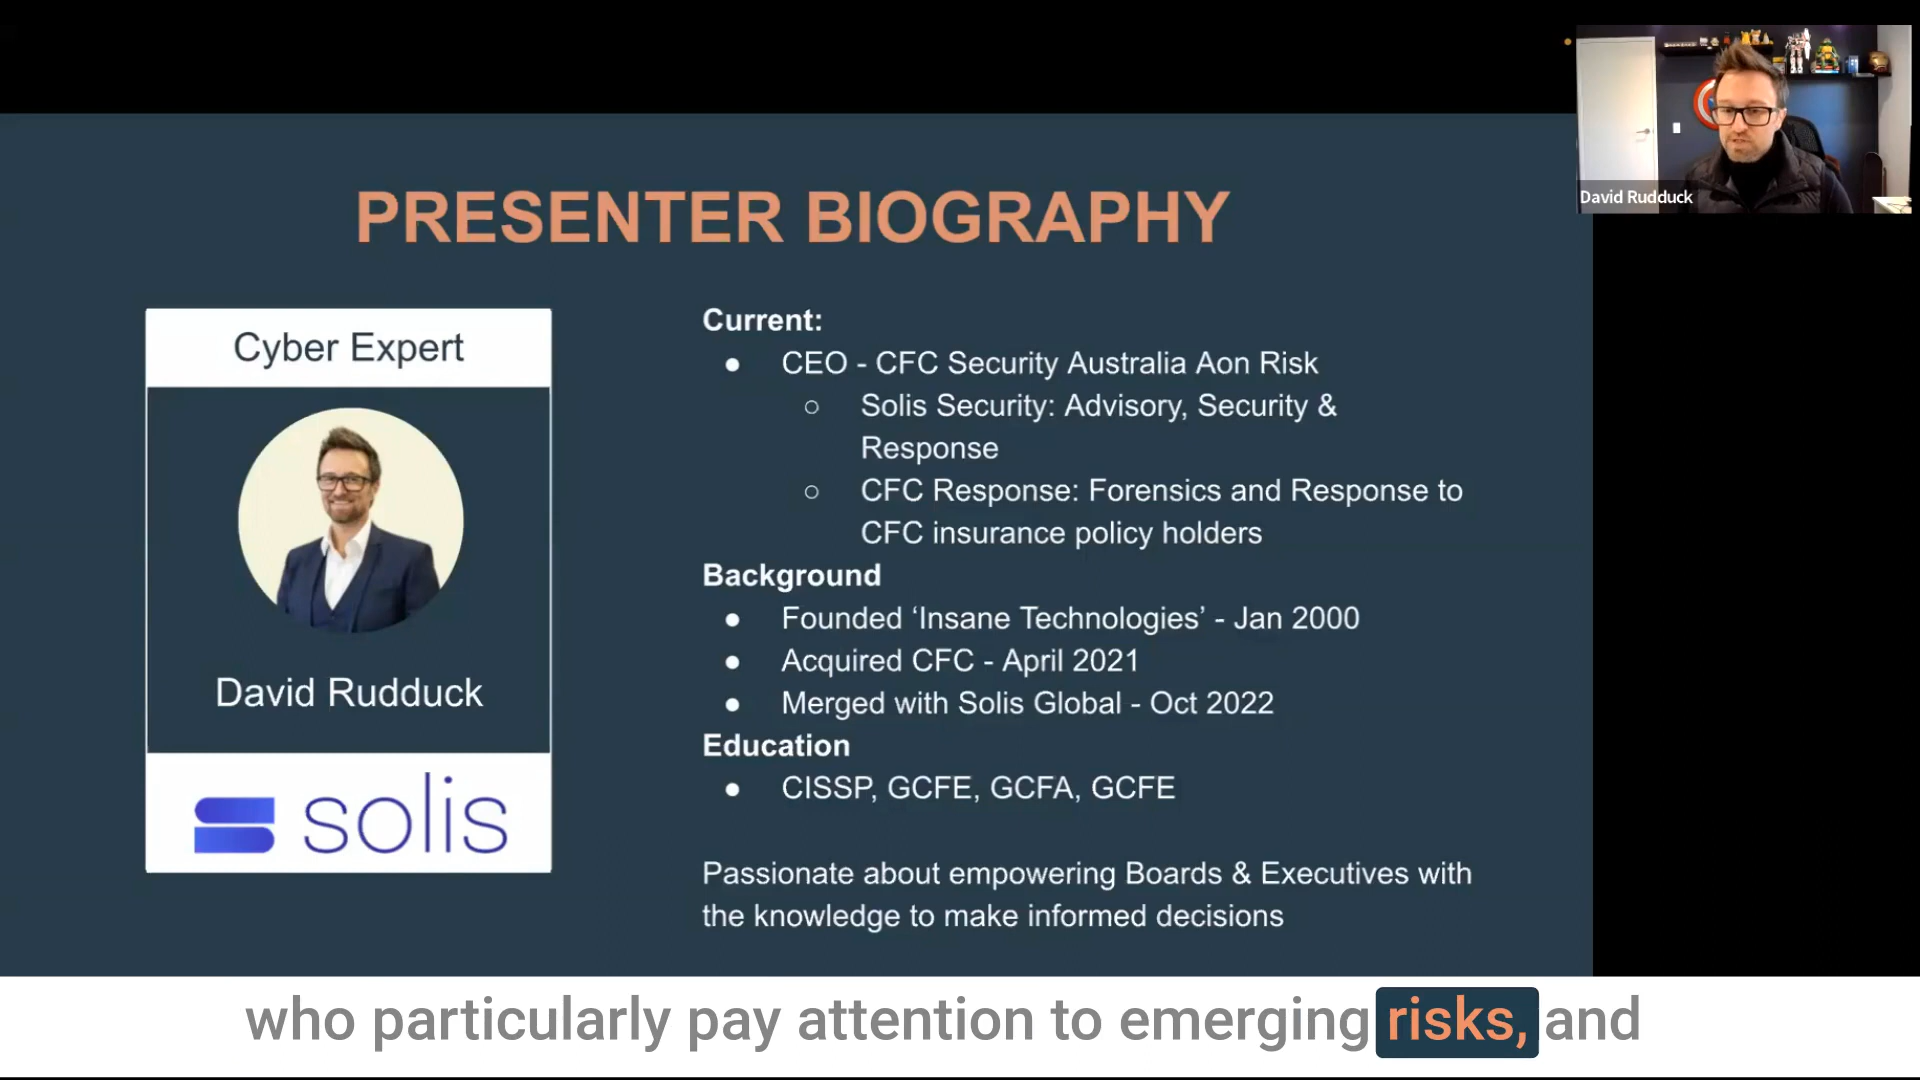 David Rudduck
PRESENTER BIOGRAPHY
Cyber Expert
David Rudduck
solis
Current:
● CEO - CFC Security Australia Aon Risk
○ Solis Security: Advisory, Security &
Response
○ CFC Response: Forensics and Response to
CFC insurance policy holders
Background
● Founded ‘Insane Technologies’ - Jan 2000
● Acquired CFC - April 2021
● Merged with Solis Global - Oct 2022
Education
● CISSP, GCFE, GCFA, GCFE
Passionate about empowering Boards & Executives with
the knowledge to make informed decisions
who particularly pay attention to emerging risks, and